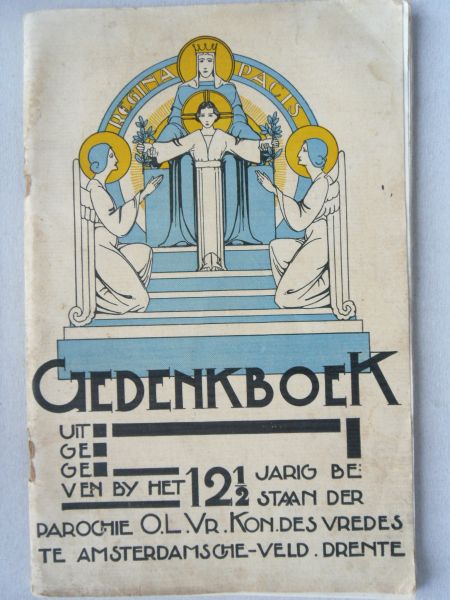 REGINA PACIS
GEDENKBOEK
UIT
GE
GE
VEN BY HET 12½ JARIG BE:
STAAN DER
PAROCHIE O.L.VR.KON.DES VREDES
TE AMSTERDAMSCHE-VELD.DRENTE